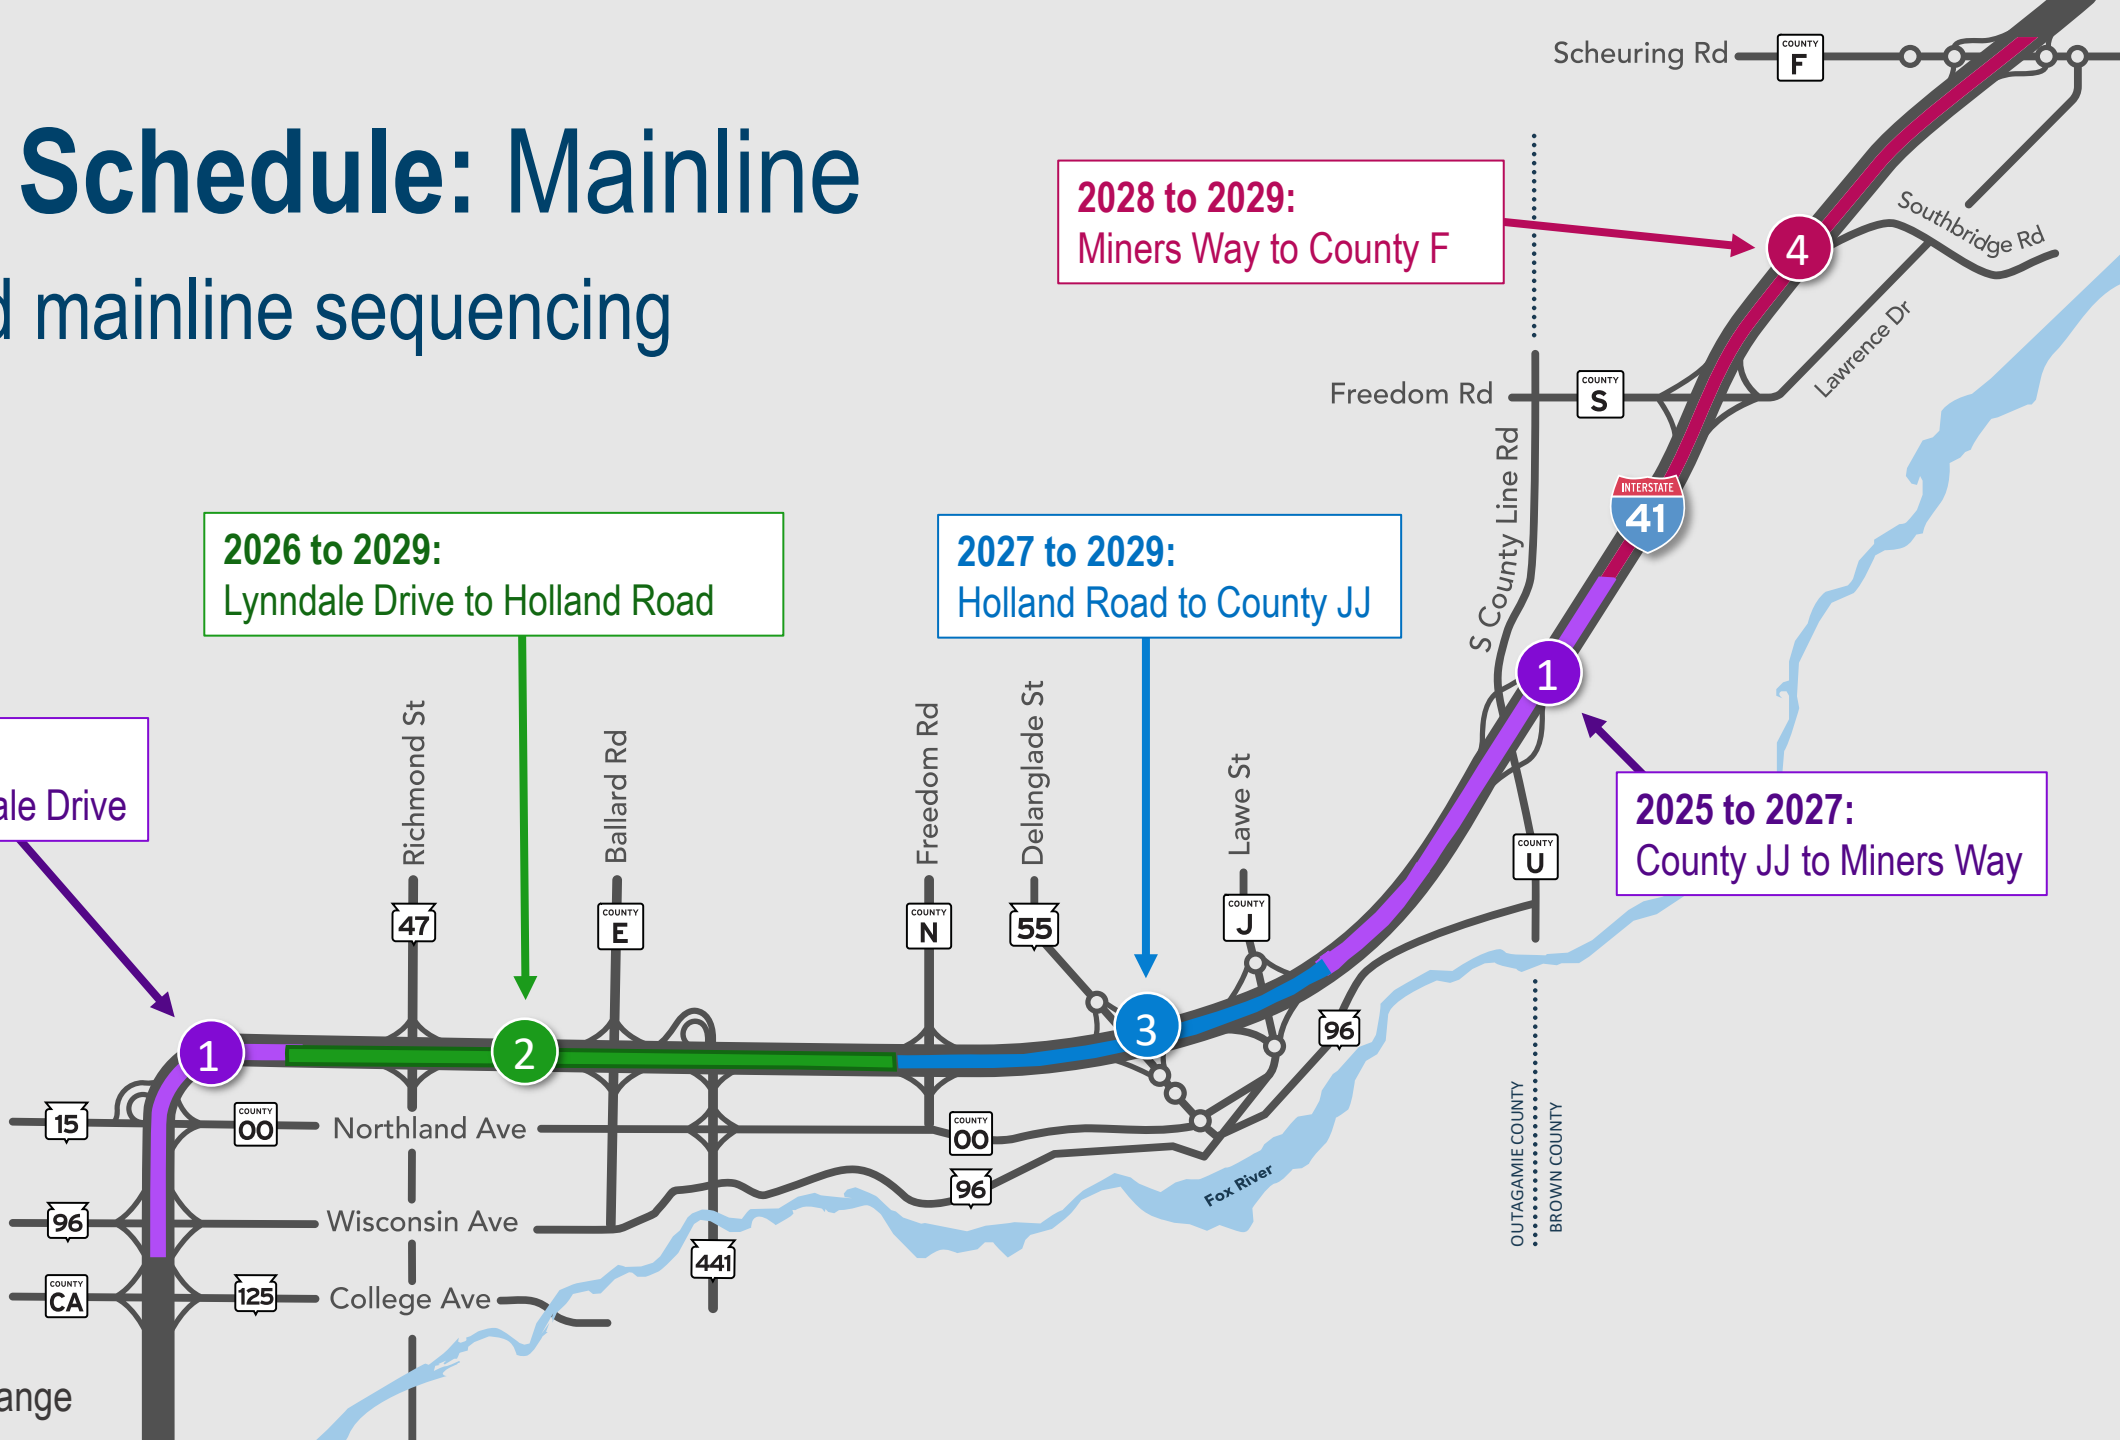 Schedule: Mainline
d mainline sequencing
Scheuring Rd
COUNTY
F
2028 to 2029:
Miners Way to County F
4
Southbridge Rd
Lawrence Dr
Freedom Rd
COUNTY
S
S County Line Rd
INTERSTATE
41
2026 to 2029:
Lynndale Drive to Holland Road
2027 to 2029:
Holland Road to County JJ
1
2025 to 2027:
County JJ to Miners Way
ale Drive
Richmond St
Ballard Rd
Freedom Rd
Delanglade St
Lawe St
COUNTY
U
47
COUNTY
E
COUNTY
N
55
COUNTY
J
1
2
3
96
15
COUNTY
OO
Northland Ave
COUNTY
OO
96
Wisconsin Ave
96
Fox River
OUTAGAMIE COUNTY
BROWN COUNTY
441
COUNTY
CA
125
College Ave
ange